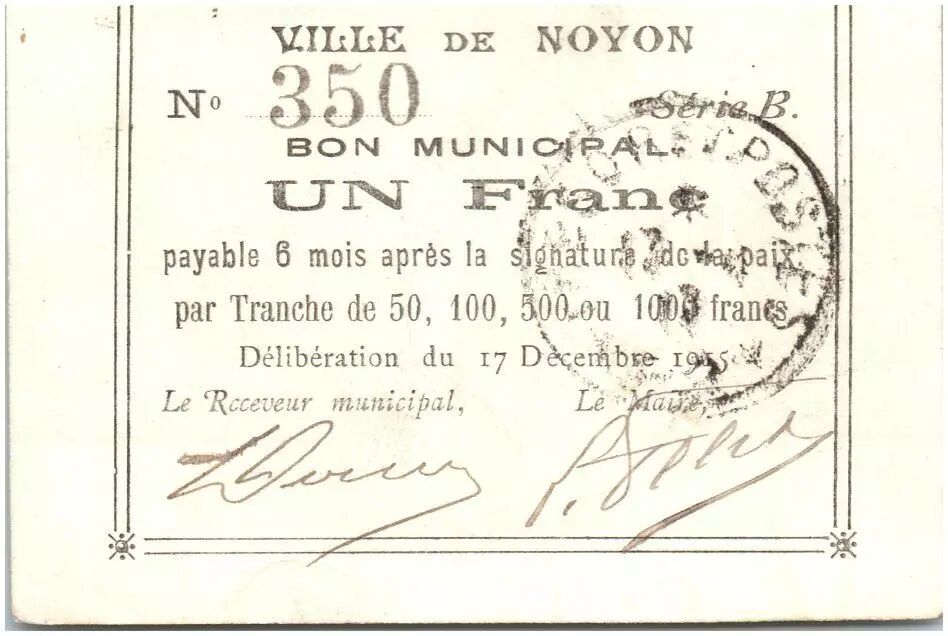 VILLE DE NOYON
No 350 Série B.
BON MUNICIPAL.
UN Franc
payable 6 mois après la signature de la paix.
par Tranche de 50, 100, 500 ou 1000 francs
Délibération du 17 Décembre 1915
Le Receveur municipal, Le Maire,